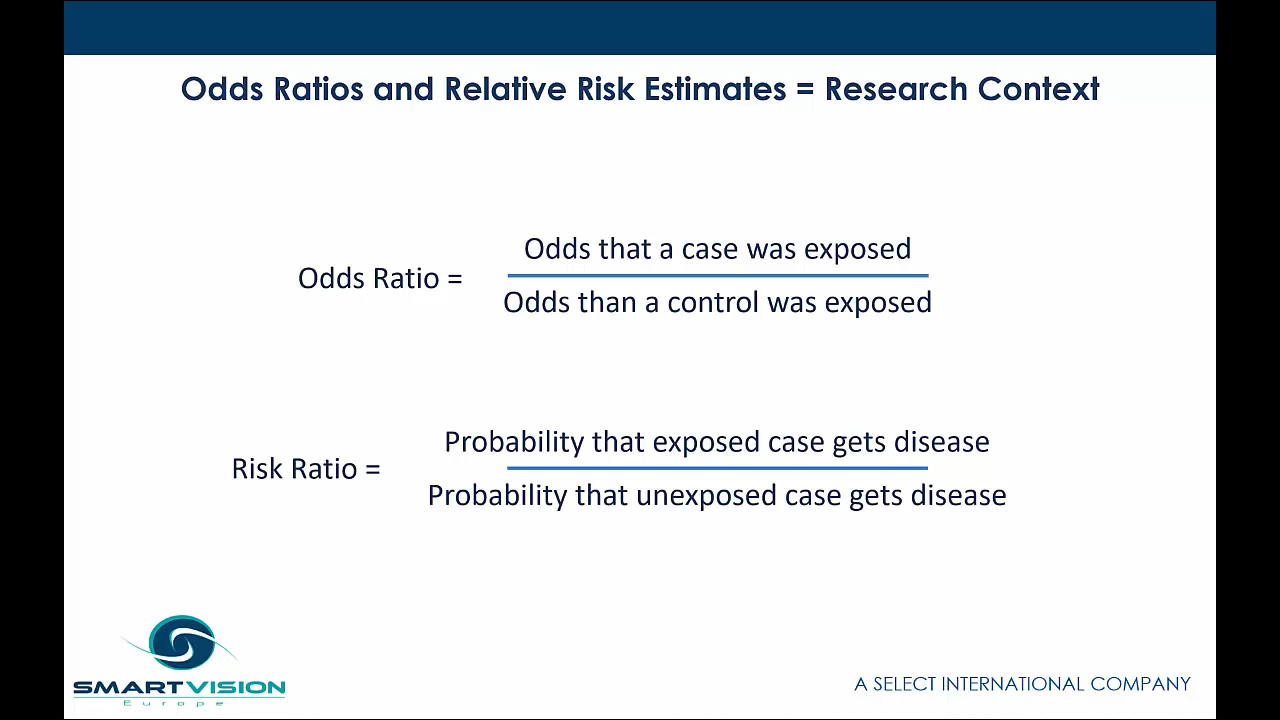 Odds Ratios and Relative Risk Estimates = Research Context
Odds Ratio =
Odds that a case was exposed
Odds than a control was exposed
Risk Ratio =
Probability that exposed case gets disease
Probability that unexposed case gets disease
SMARTVISION
Europe
A SELECT INTERNATIONAL COMPANY